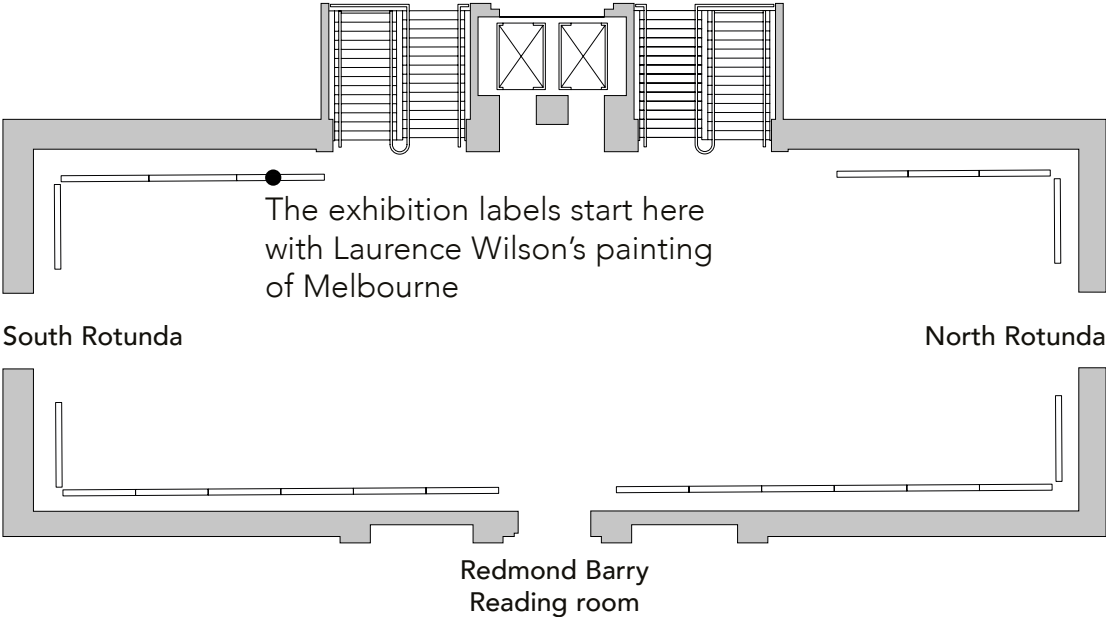 The exhibition labels start here
with Laurence Wilson’s painting
of Melbourne
South Rotunda
North Rotunda
Redmond Barry
Reading room